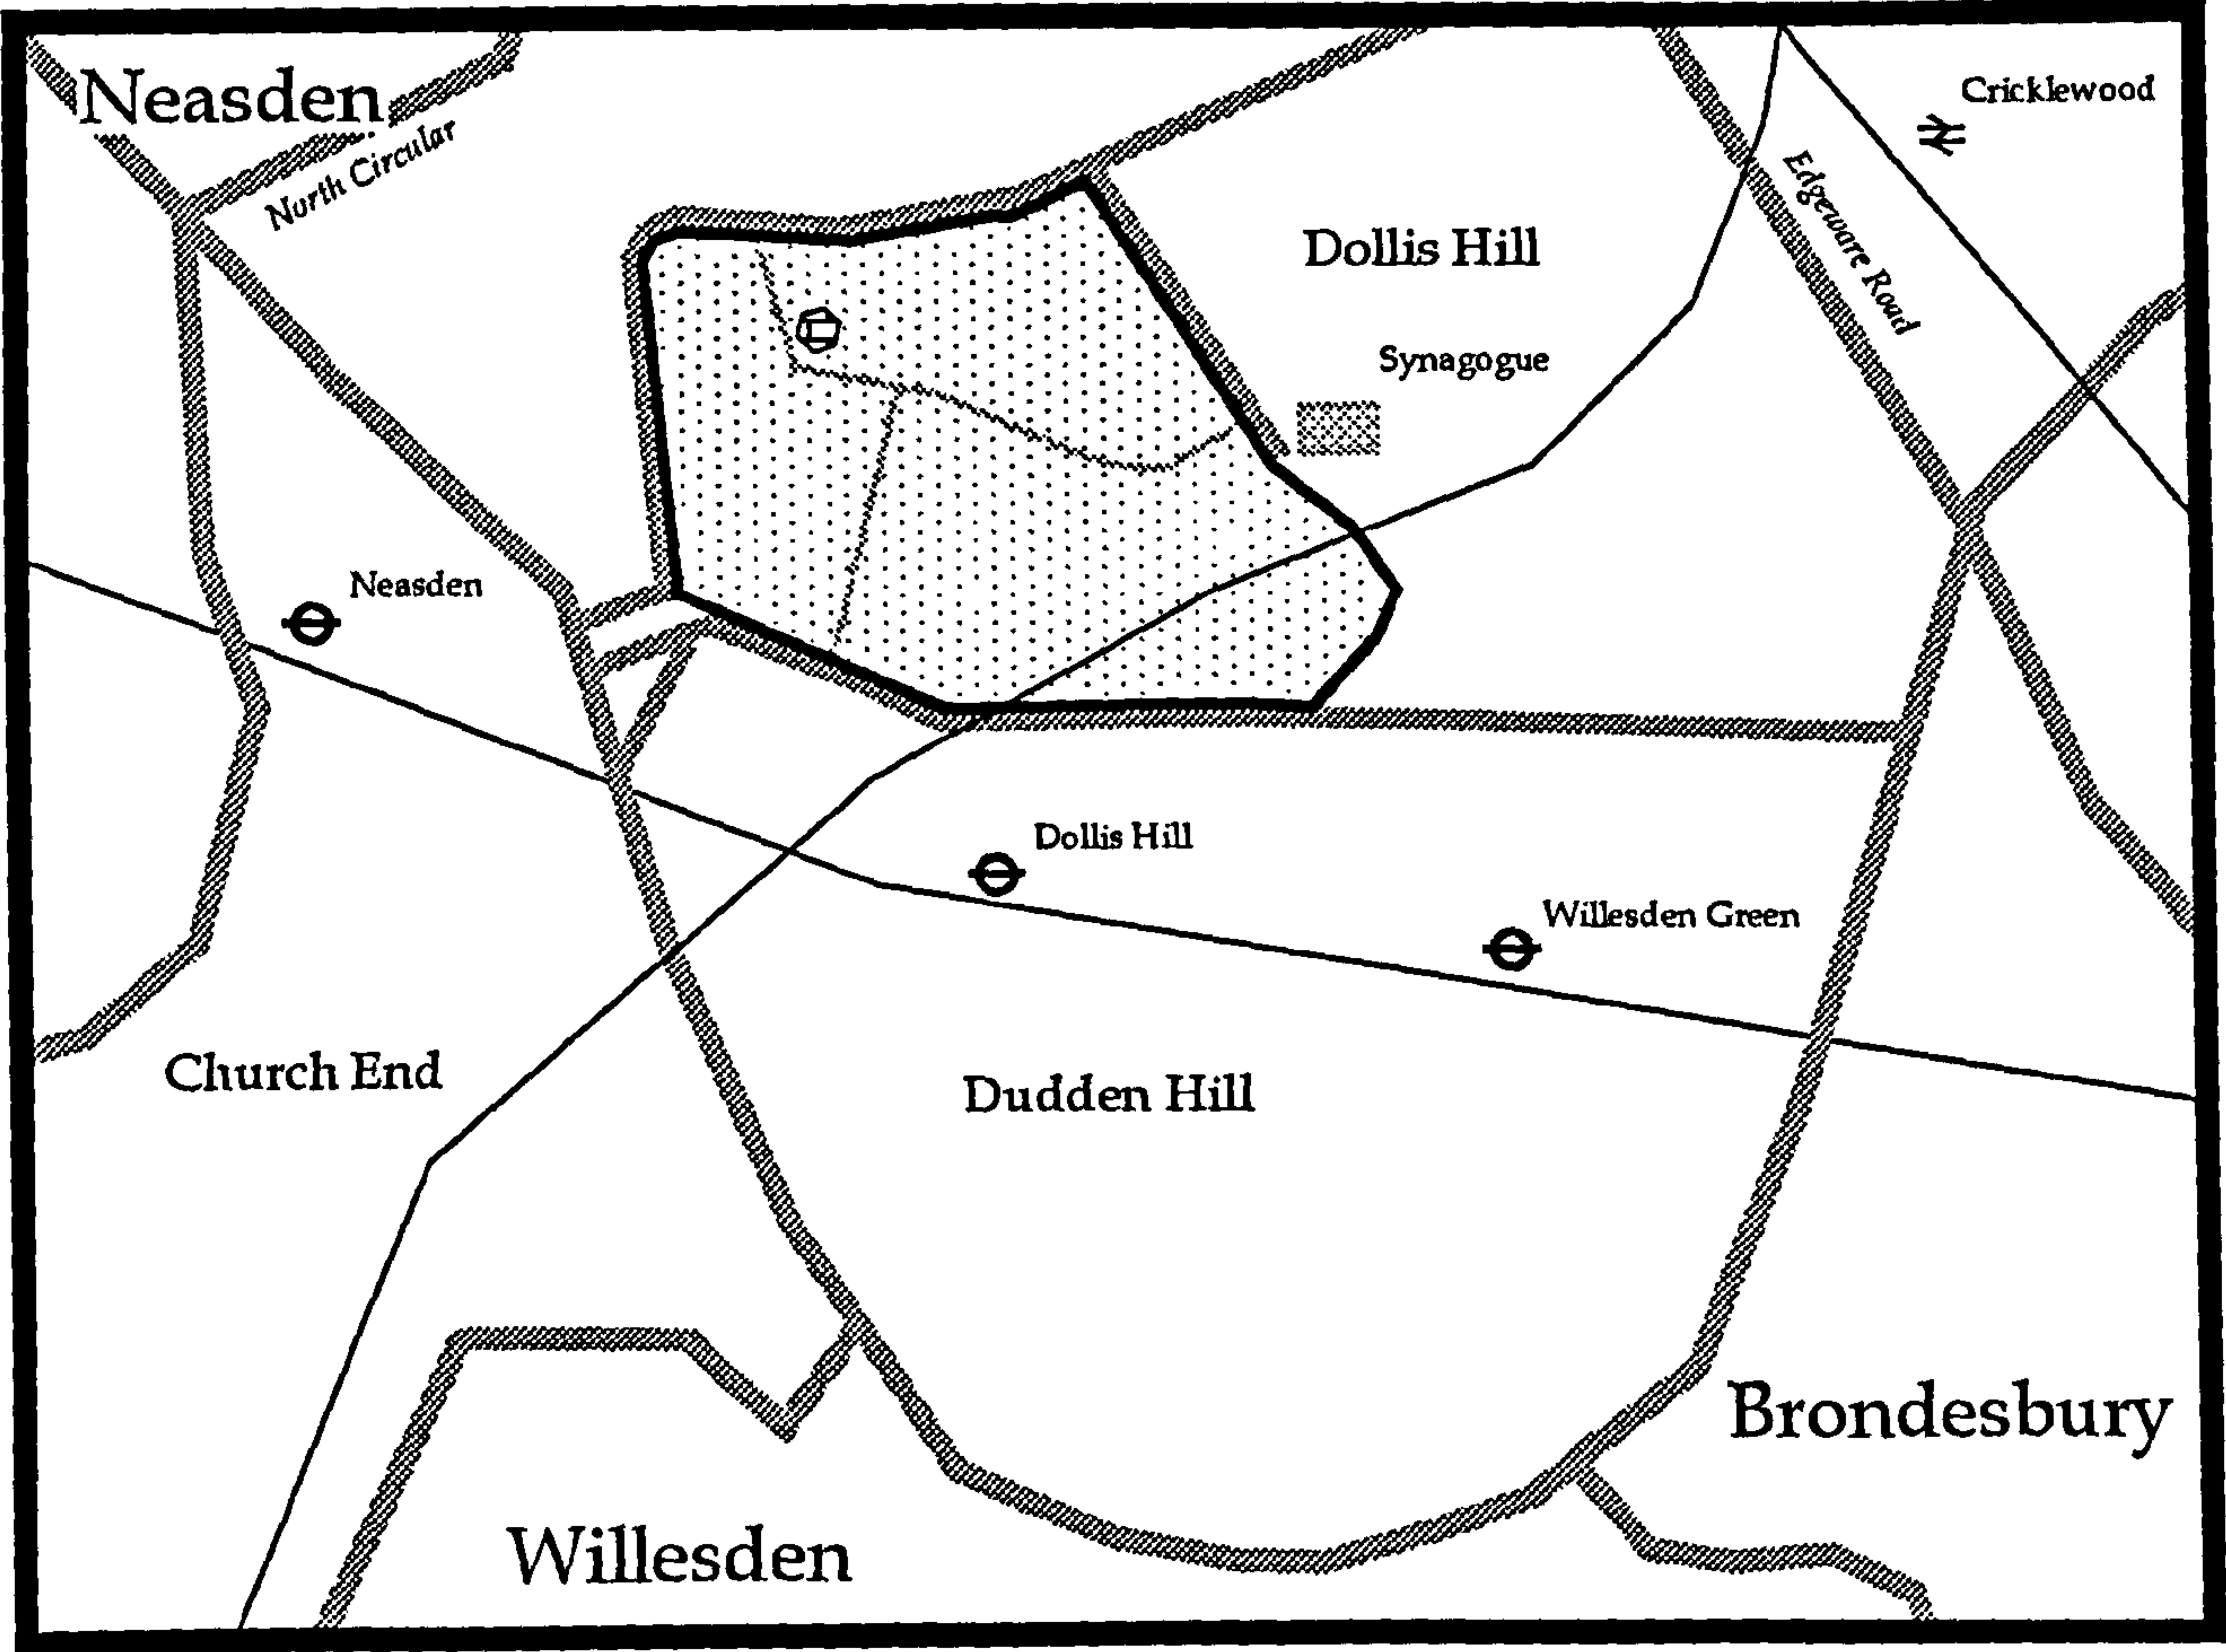 Neasden
North Circular
Cricklewood
Edgeware Road
Dollis Hill
Synagogue
Neasden
Dollis Hill
Willesden Green
Church End
Dudden Hill
Brondesbury
Willesden